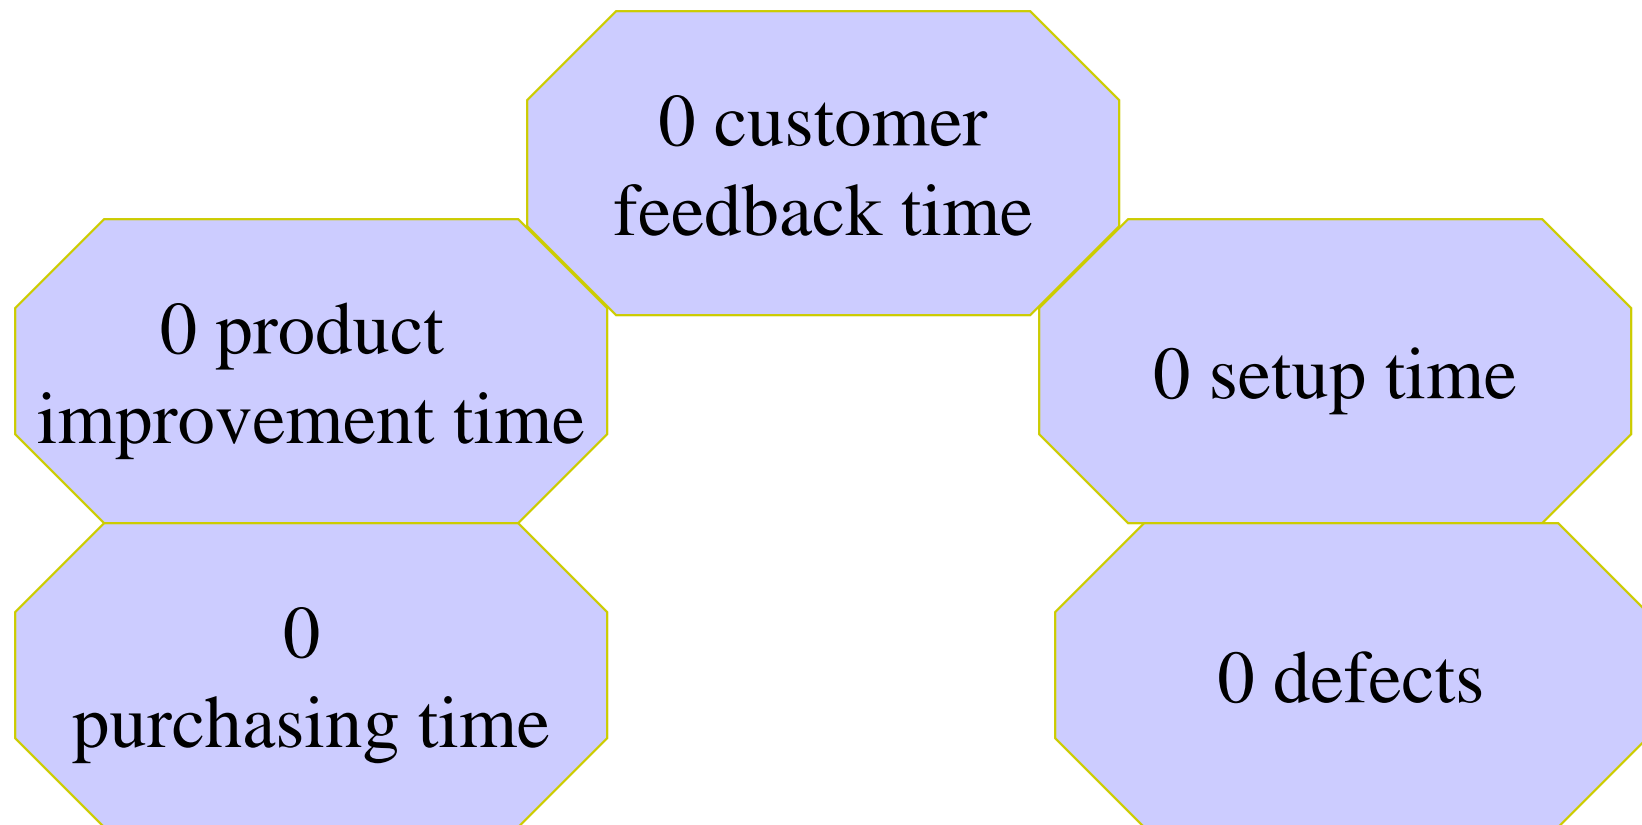 0 customer
feedback time
0 product
improvement time
0 setup time
0
purchasing time
0 defects